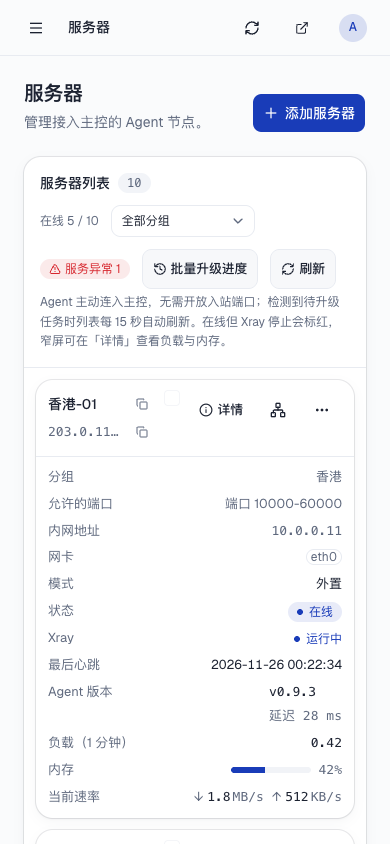 服务器
A
服务器
管理接入主控的 Agent 节点。
添加服务器
服务器列表 10
在线 5 / 10 全部分组
服务异常 1 批量升级进度 刷新
Agent 主动连入主控，无需开放入站端口；检测到待升级
任务时列表每 15 秒自动刷新。在线但 Xray 停止会标红，
窄屏可在「详情」查看负载与内存。
香港-01 详情
203.0.11…
分组 香港
允许的端口 端口 10000-60000
内网地址 10.0.0.11
网卡 eth0
模式 外置
状态 在线
Xray 运行中
最后心跳 2026-11-26 00:22:34
Agent 版本 v0.9.3
延迟 28 ms
负载（1 分钟） 0.42
内存 42%
当前速率 ↓ 1.8 MB/s ↑ 512 KB/s